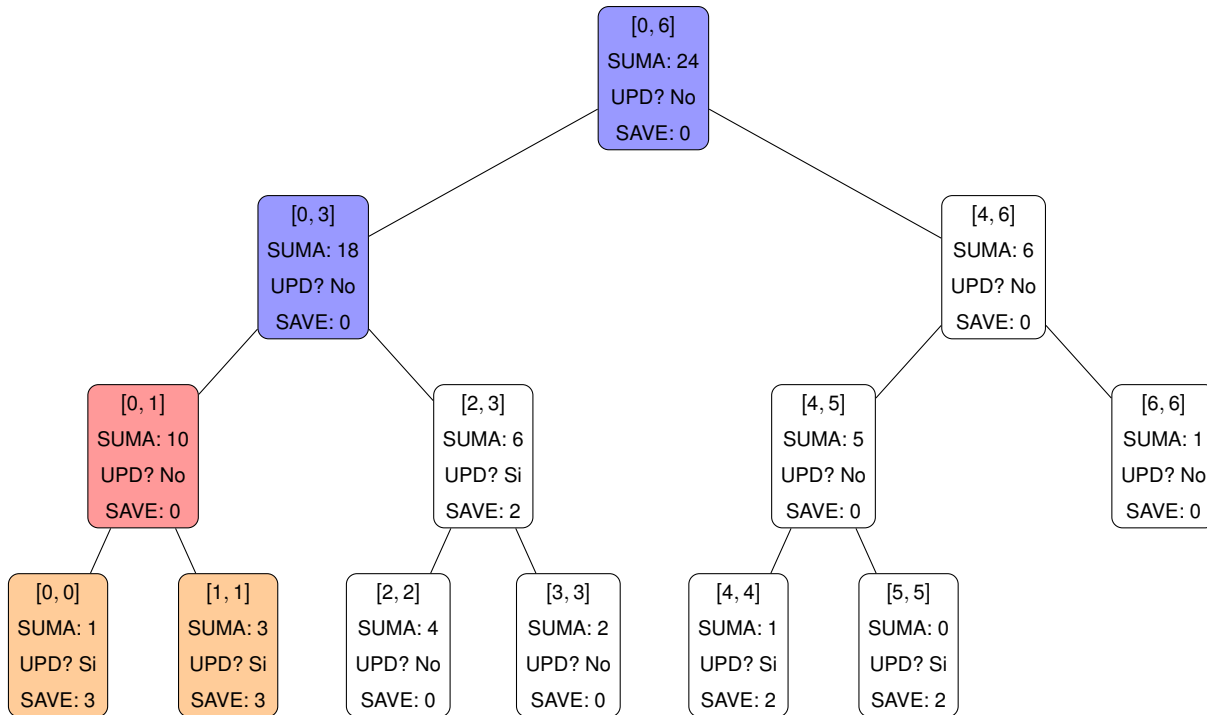 [0, 6]
SUMA: 24
UPD? No
SAVE: 0
[0, 3]
SUMA: 18
UPD? No
SAVE: 0
[4, 6]
SUMA: 6
UPD? No
SAVE: 0
[0, 1]
SUMA: 10
UPD? No
SAVE: 0
[2, 3]
SUMA: 6
UPD? Si
SAVE: 2
[4, 5]
SUMA: 5
UPD? No
SAVE: 0
[6, 6]
SUMA: 1
UPD? No
SAVE: 0
[0, 0]
SUMA: 1
UPD? Si
SAVE: 3
[1, 1]
SUMA: 3
UPD? Si
SAVE: 3
[2, 2]
SUMA: 4
UPD? No
SAVE: 0
[3, 3]
SUMA: 2
UPD? No
SAVE: 0
[4, 4]
SUMA: 1
UPD? Si
SAVE: 2
[5, 5]
SUMA: 0
UPD? Si
SAVE: 2